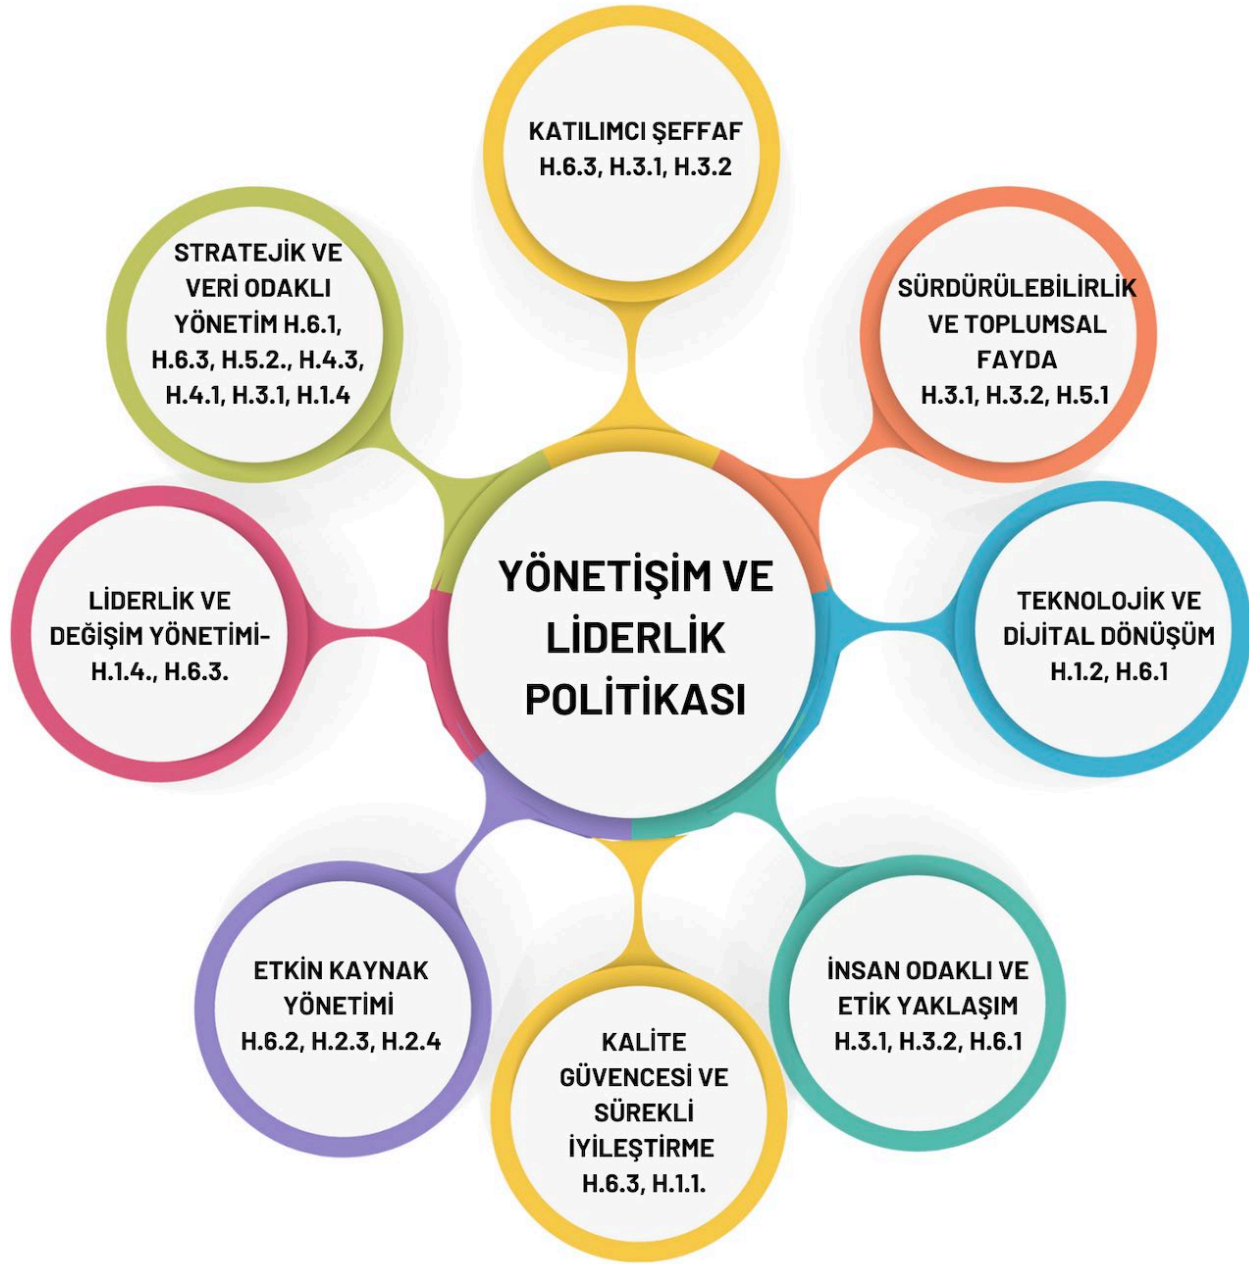 KATILIMCI ŞEFFAF
H.6.3, H.3.1, H.3.2
STRATEJİK VE
VERİ ODAKLI
YÖNETİM H.6.1,
H.6.3, H.5.2., H.4.3,
H.4.1, H.3.1, H.1.4
SÜRDÜRÜLEBİLİRLİK
VE TOPLUMSAL
FAYDA
H.3.1, H.3.2, H.5.1
LİDERLİK VE
DEĞİŞİM YÖNETİMİ-
H.1.4., H.6.3.
YÖNETİŞİM VE
LİDERLİK
POLİTİKASI
TEKNOLOJİK VE
DİJİTAL DÖNÜŞÜM
H.1.2, H.6.1
ETKİN KAYNAK
YÖNETİMİ
H.6.2, H.2.3, H.2.4
KALİTE
GÜVENCESİ VE
SÜREKLİ
İYİLEŞTİRME
H.6.3, H.1.1.
İNSAN ODAKLI VE
ETİK YAKLAŞIM
H.3.1, H.3.2, H.6.1